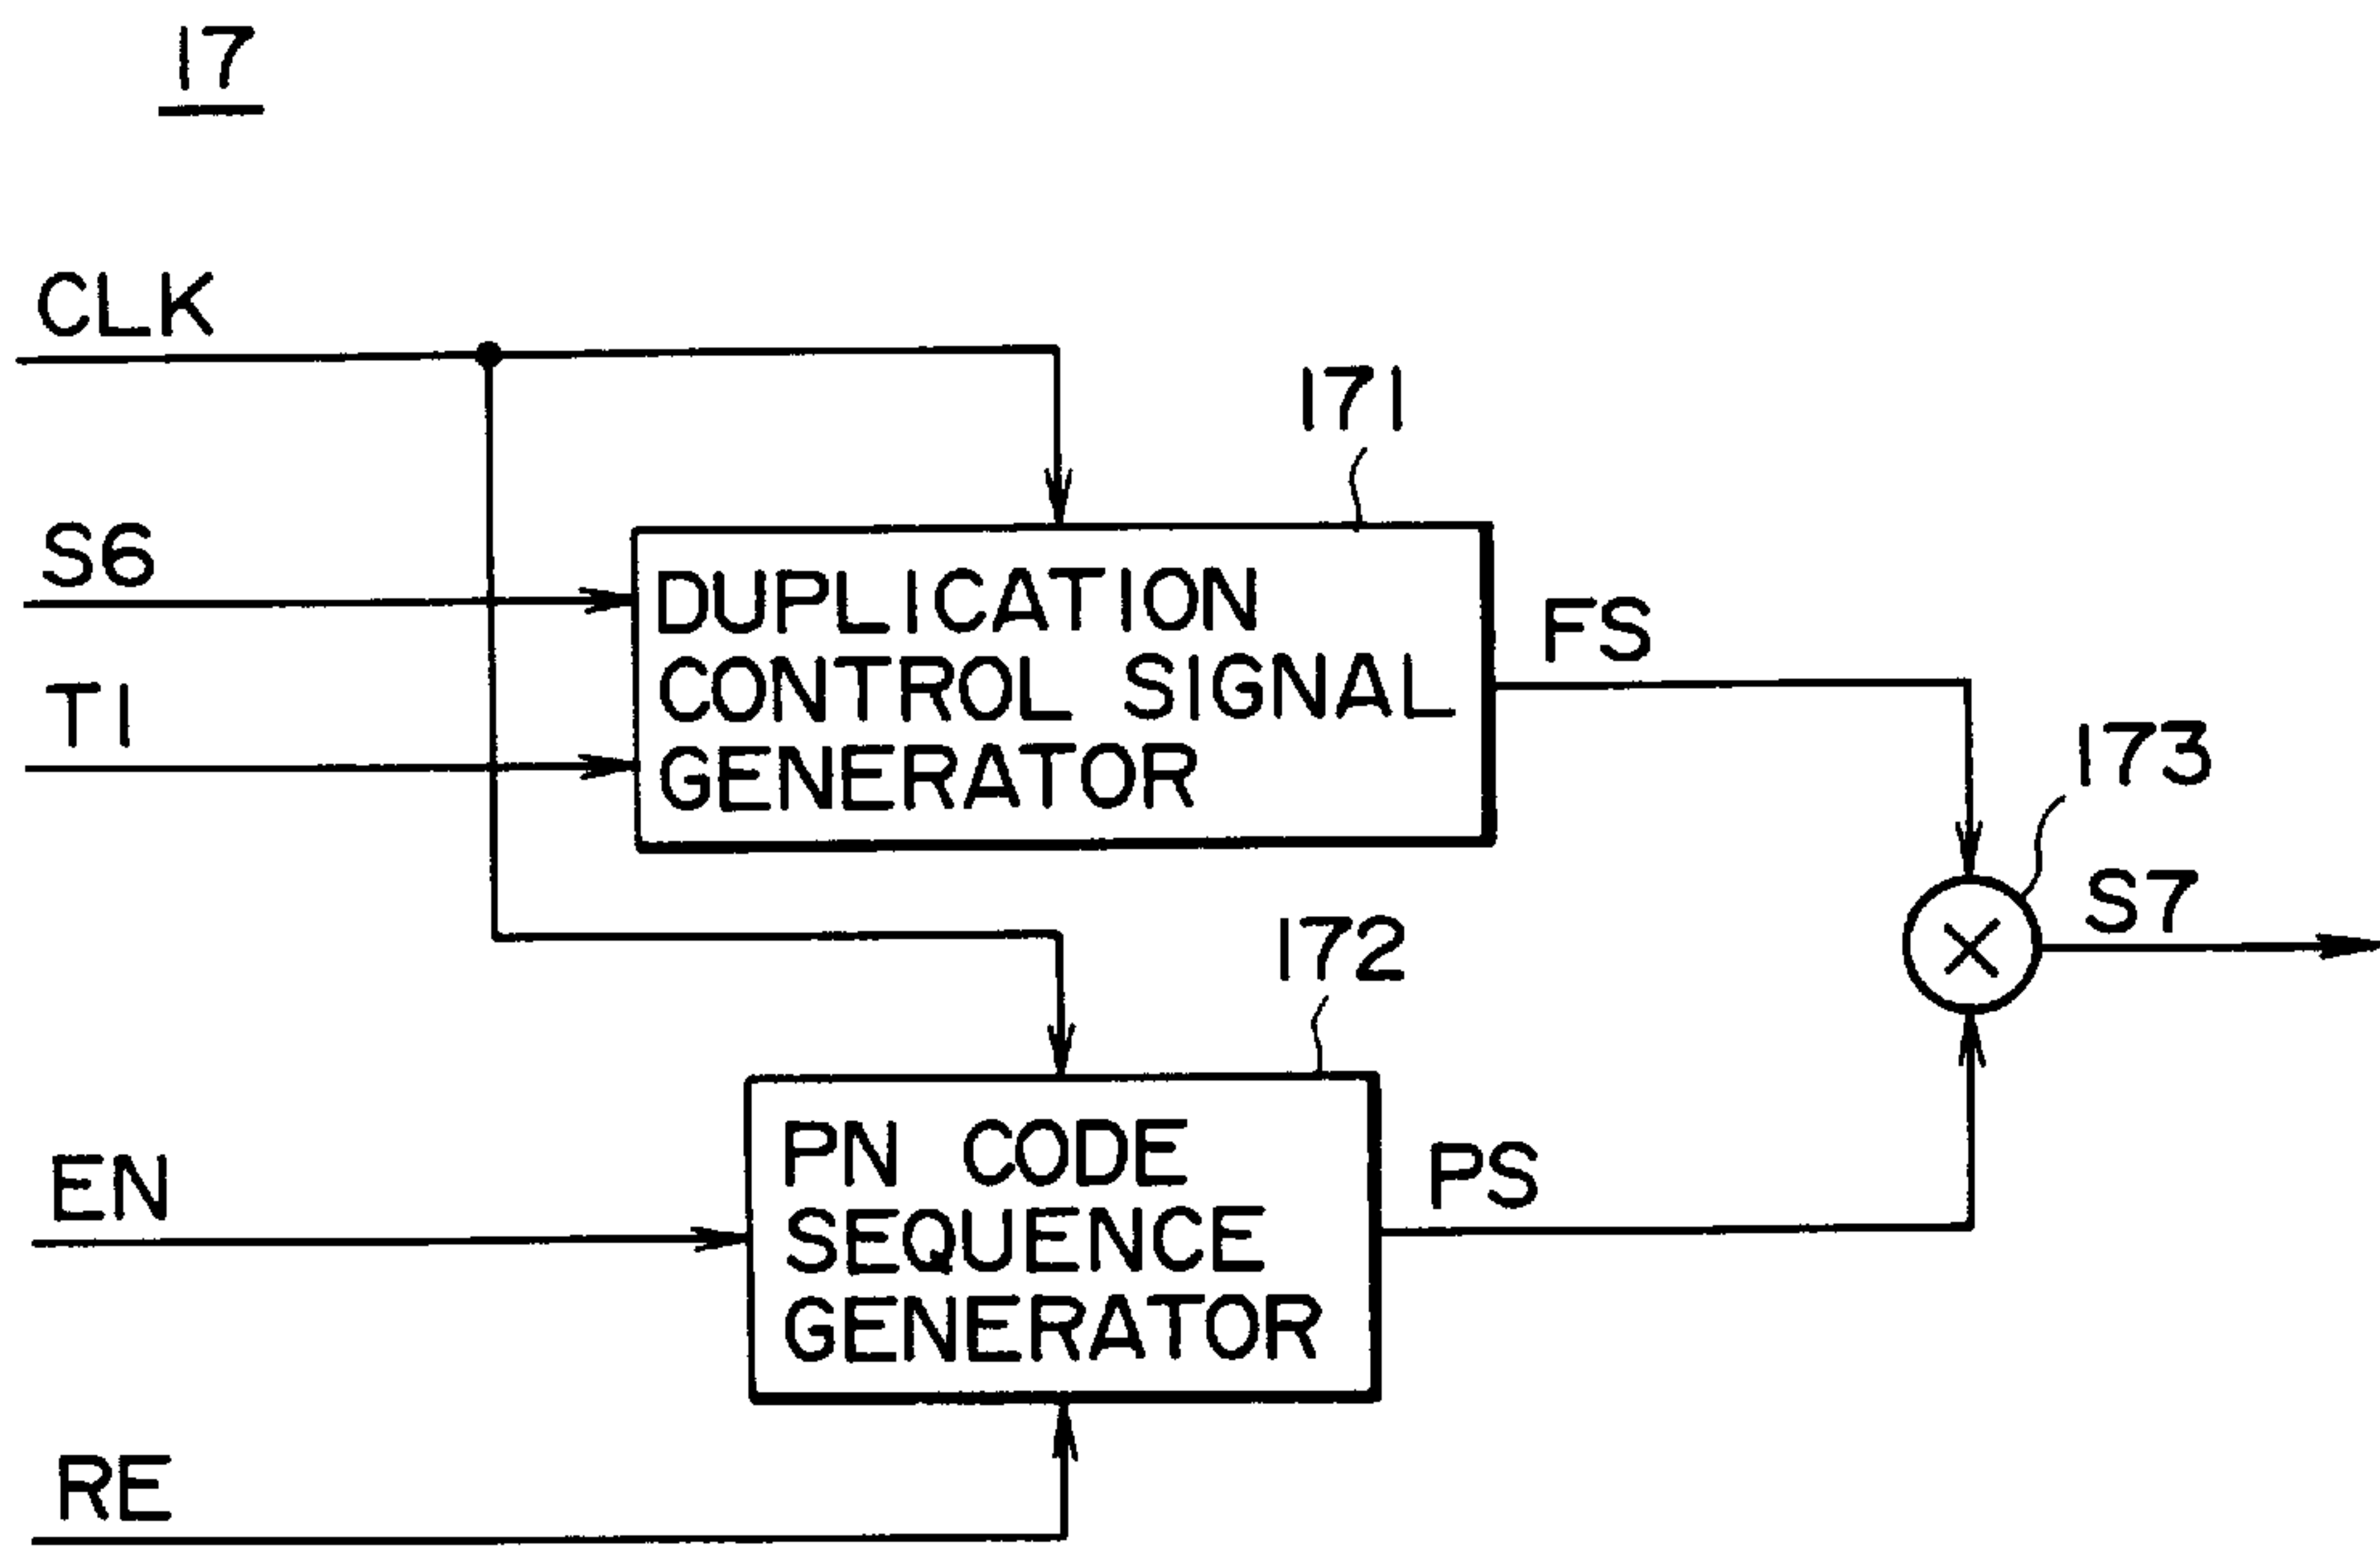 17
CLK
171
S6
DUPLICATION
CONTROL SIGNAL
GENERATOR
FS
T1
173
S7
172
PN CODE
SEQUENCE
GENERATOR
PS
EN
RE